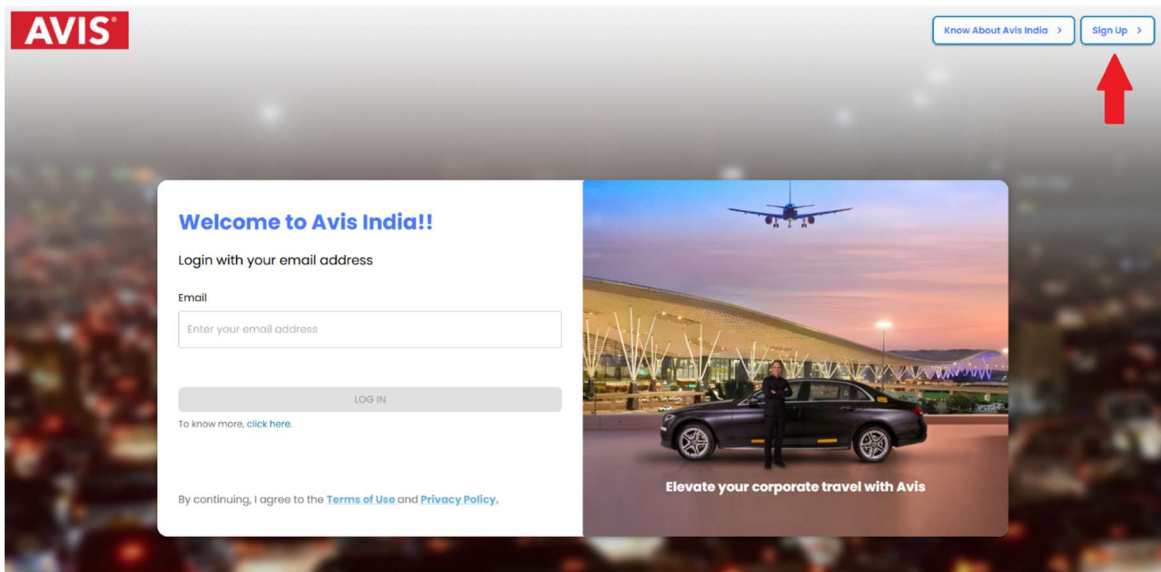 AVIS
Know About Avis India >
Sign Up >
Welcome to Avis India!!
Login with your email address
Email
Enter your email address
LOG IN
To know more, click here.
By continuing, I agree to the Terms of Use and Privacy Policy.
Elevate your corporate travel with Avis